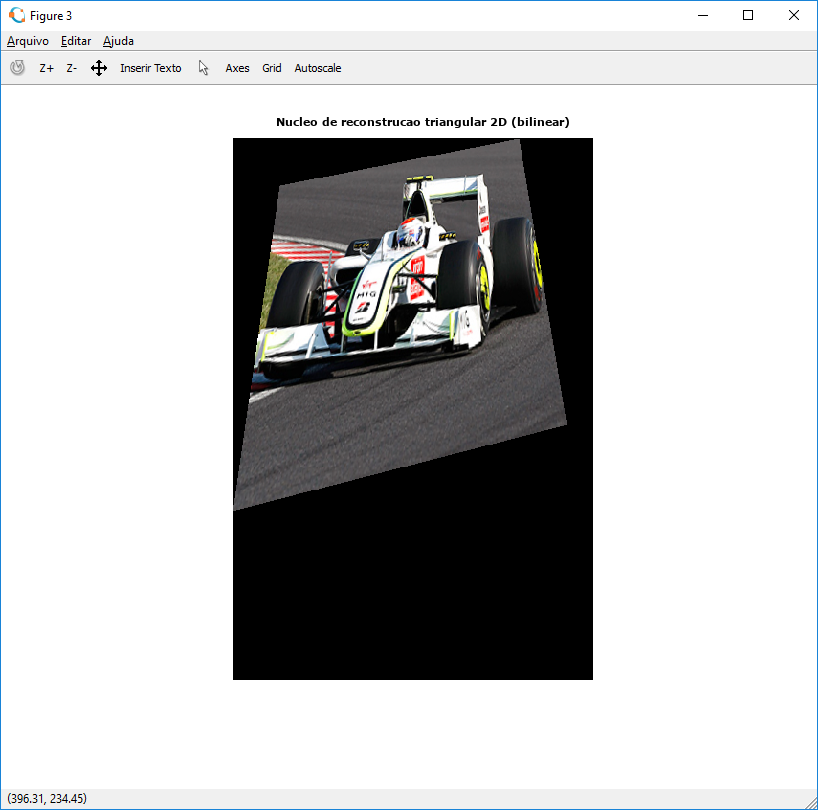 Figure 3
Arquivo Editar Ajuda
Z+ Z- Inserir Texto Axes Grid Autoscale
Nucleo de reconstrucao triangular 2D (bilinear)
MIG
(396.31, 234.45)